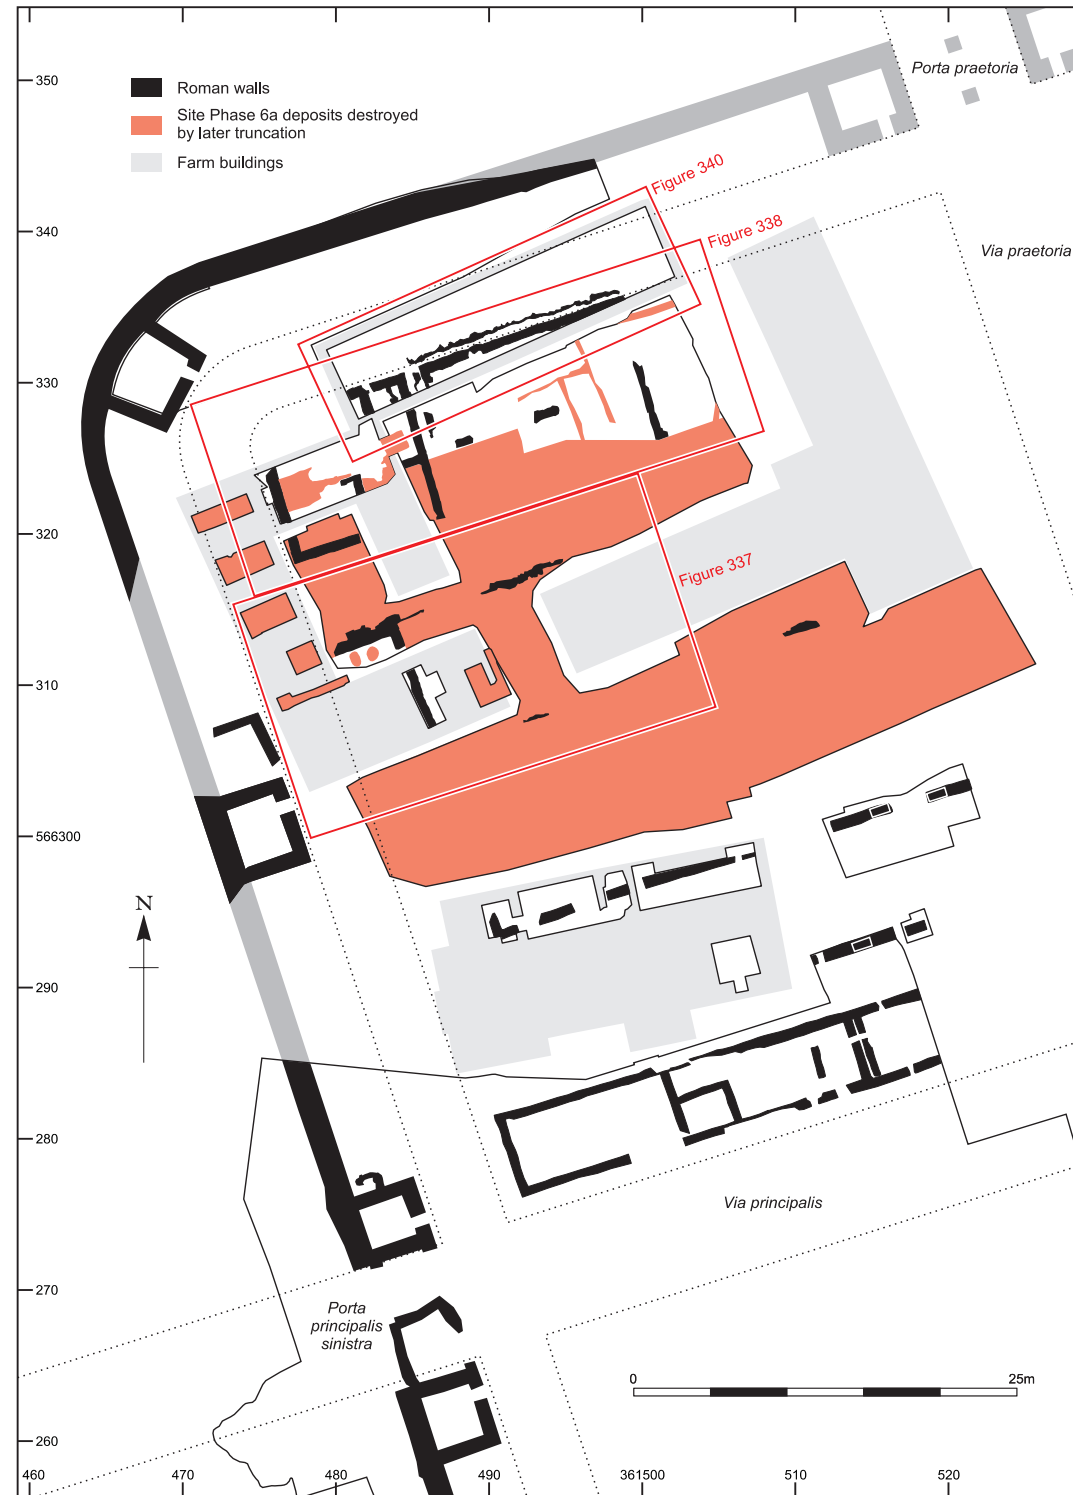 Porta praetoria
350
Roman walls
Site Phase 6a deposits destroyed
by later truncation
Farm buildings
Figure 340
340
Figure 338
Via praetoria
330
320
Figure 337
310
566300
N
290
280
Via principalis
270
Porta
principalis
sinistra
0
25m
260
460
470
480
490
361500
510
520